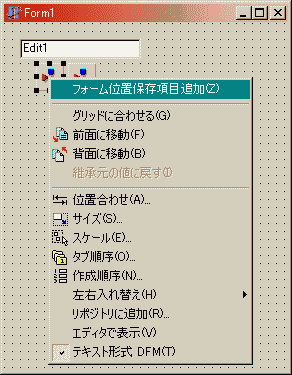 Form1
Edit1
フォーム位置保存項目追加(Z)
グリッドに合わせる(G)
前面に移動(F)
背面に移動(B)
継承元の値に戻す(I)
位置合わせ(A)...
サイズ(S)...
スケール(E)...
タブ順序(O)...
作成順序(N)...
左右入れ替え(H)
リポジトリに追加(R)...
エディタで表示(V)
テキスト形式 DFM(T)